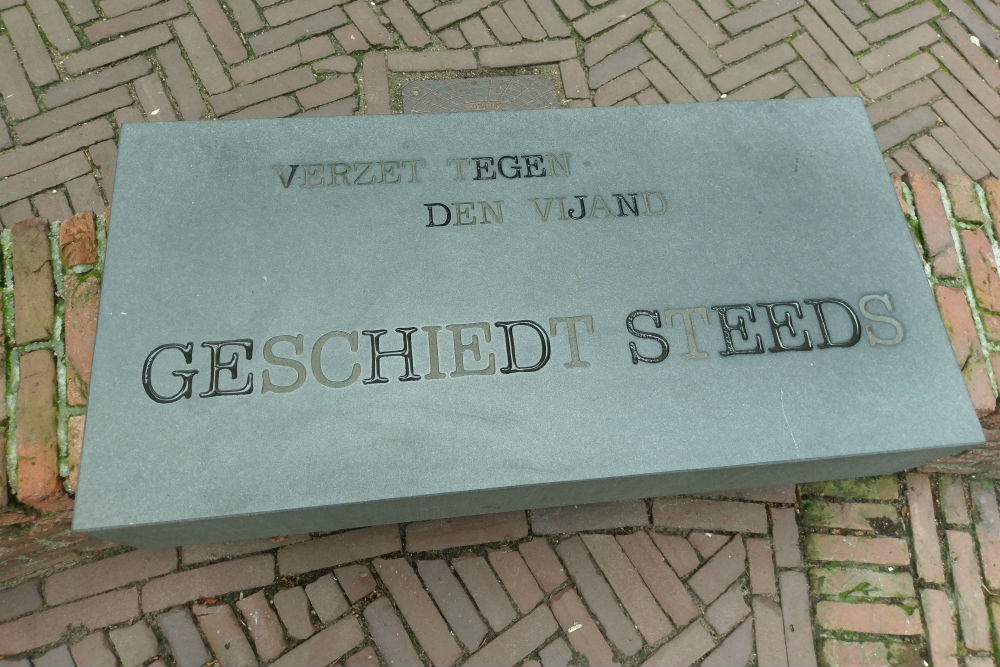 VERZET TEGEN
DEN VIJAND
GESCHIEDT STEEDS